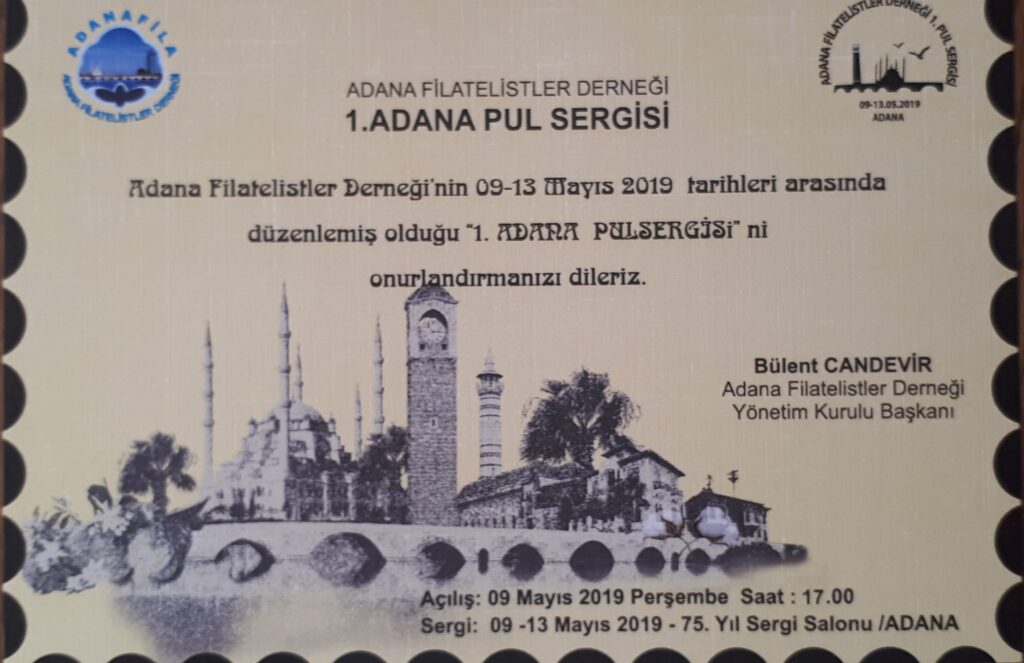 ADANAFİLA
ADANA FİLATELİSTLER DERNEĞİ
ADANA FİLATELİSTLER DERNEĞİ 1. PUL SERGİSİ
09-13.05.2019
ADANA
ADANA FİLATELİSTLER DERNEĞİ
1.ADANA PUL SERGİSİ
Adana Filatelistler Derneği'nin 09-13 Mayıs 2019 tarihleri arasında
düzenlemiş olduğu "1. ADANA PULSERGİSİ" ni
onurlandırmanızı dileriz.
Bülent CANDEVİR
Adana Filatelistler Derneği
Yönetim Kurulu Başkanı
Açılış: 09 Mayıs 2019 Perşembe Saat : 17.00
Sergi: 09 -13 Mayıs 2019 - 75. Yıl Sergi Salonu /ADANA